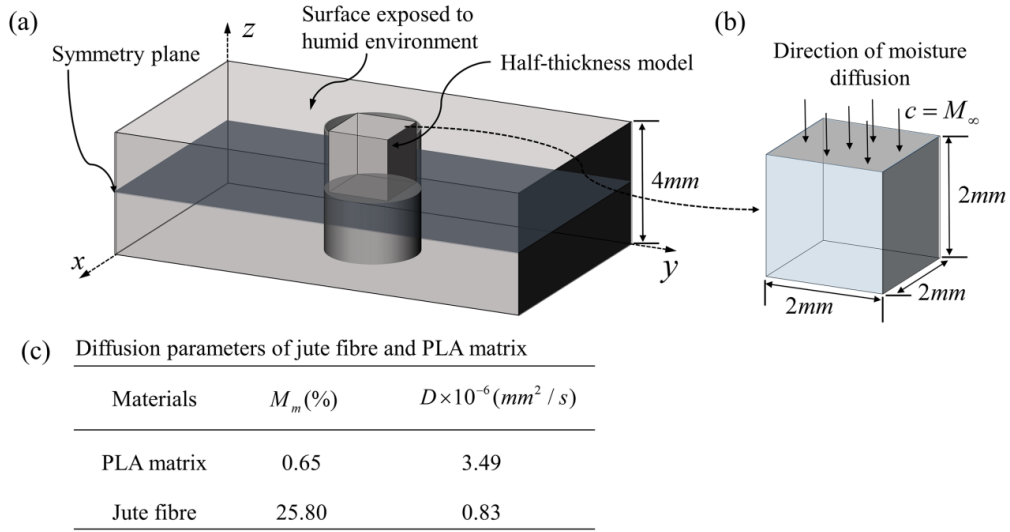 (a)
z
Surface exposed to
humid environment
Symmetry plane
Half-thickness model
4mm
x
y
(b)
Direction of moisture
diffusion
c = M∞
2mm
2mm
2mm
(c) Diffusion parameters of jute fibre and PLA matrix
Materials M_m(%) D×10⁻⁶(mm²/s)
PLA matrix 0.65 3.49
Jute fibre 25.80 0.83